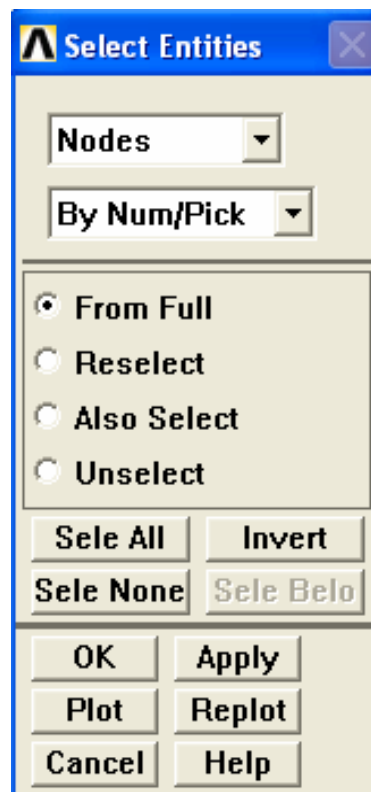 Select Entities
Nodes
By Num/Pick
From Full
Reselect
Also Select
Unselect
Sele All Invert
Sele None Sele Belo
OK Apply
Plot Replot
Cancel Help